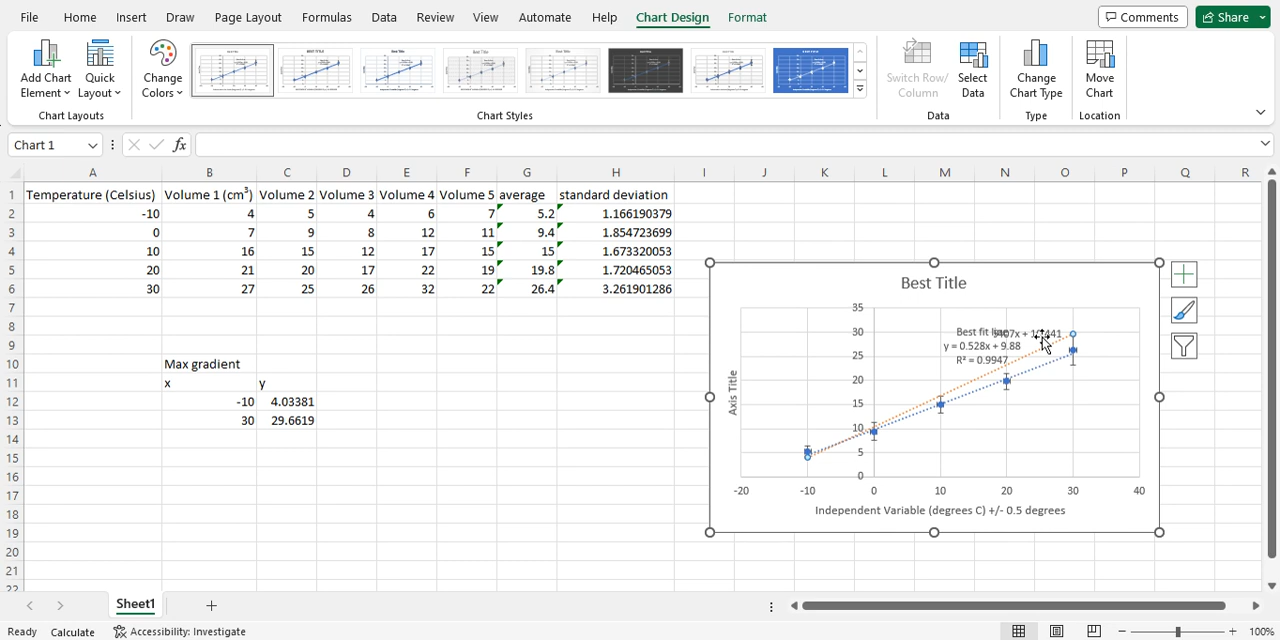 File Home Insert Draw Page Layout Formulas Data Review View Automate Help Chart Design Format Comments Share
Add Chart Element
Quick Layout
Change Colors
Switch Row/ Column
Select Data
Change Chart Type
Move Chart
Chart Layouts Chart Styles Data Type Location
Chart 1 fx
A B C D E F G H I J K L M N O P Q R
1 Temperature (Celsius) Volume 1 (cm³) Volume 2 Volume 3 Volume 4 Volume 5 average standard deviation
2 -10 4 5 4 6 7 5.2 1.166190379
3 0 7 9 8 12 11 9.4 1.854723699
4 10 16 15 12 17 15 15 1.673320053
5 20 21 20 17 22 19 19.8 1.720465053
6 30 27 25 26 32 22 26.4 3.261901286
7
8
9
10 Max gradient
11 x y
12 -10 4.03381
13 30 29.6619
14
15
16
17
18
19
20
21
22
Best Title
35
30
25
20
15
10
5
0
Best fit line
y = 0.528x + 9.88
R² = 0.9947
Axis Title
-20 -10 0 10 20 30 40
Independent Variable (degrees C) +/- 0.5 degrees
Sheet1
Ready Calculate Accessibility: Investigate 100%